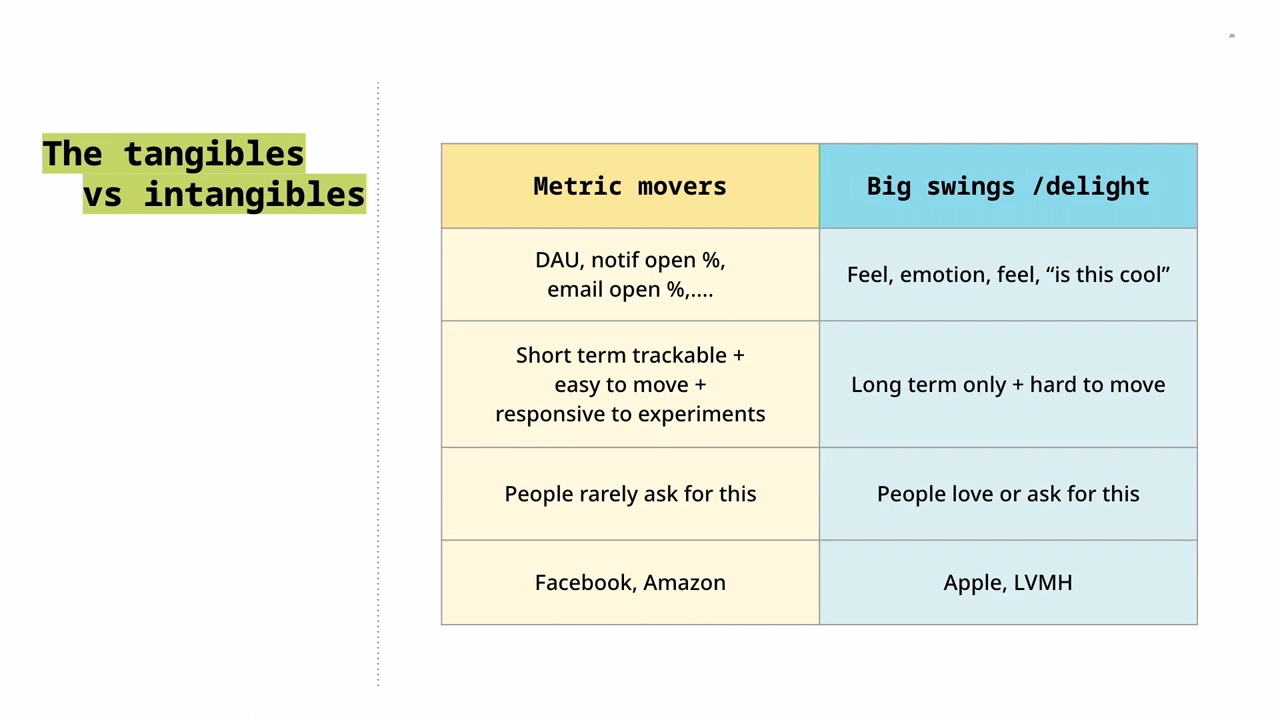 The tangibles
vs intangibles
Metric movers
Big swings /delight
DAU, notif open %,
email open %,....
Feel, emotion, feel, “is this cool”
Short term trackable +
easy to move +
responsive to experiments
Long term only + hard to move
People rarely ask for this
People love or ask for this
Facebook, Amazon
Apple, LVMH